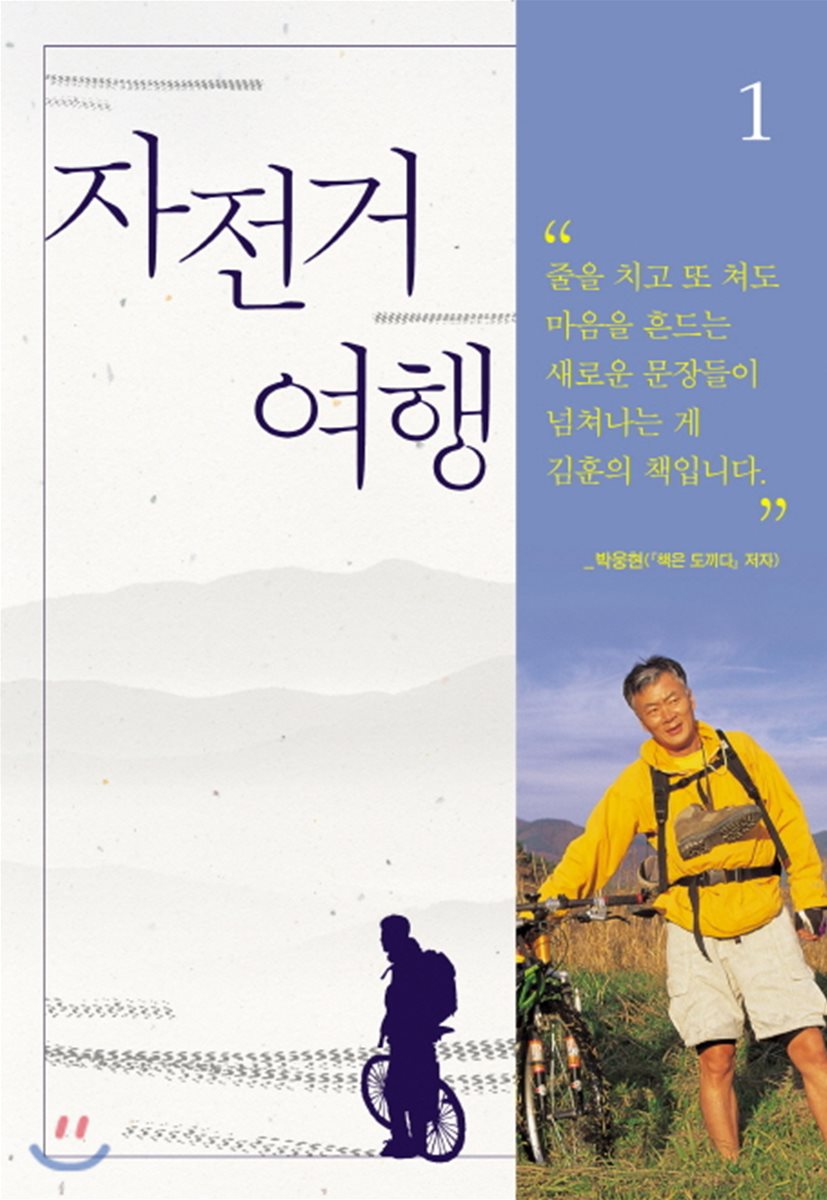 자전거
여행
1
“
줄을 치고 또 쳐도
마음을 흔드는
새로운 문장들이
넘쳐나는 게
김훈의 책입니다.
”
_박웅현(『책은 도끼다』 저자)